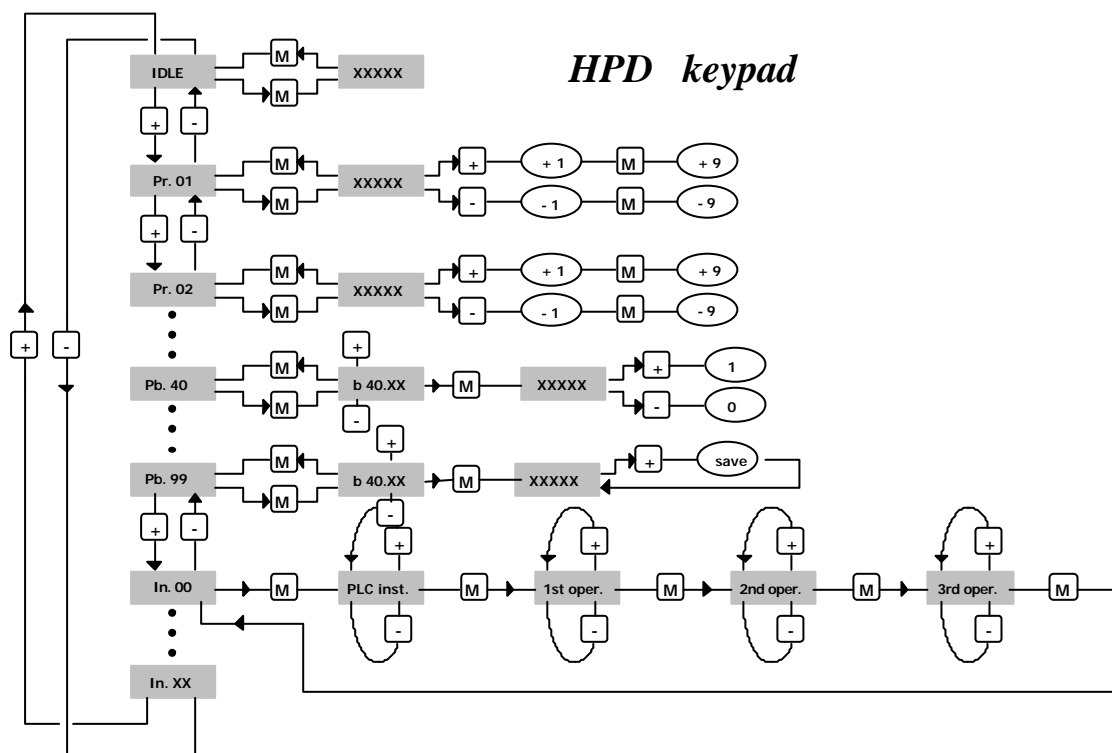 HPD keypad
IDLE M M XXXXX
+ -
Pr. 01 M M XXXXX + + 1 M + 9
- - 1 M - 9
+ -
Pr. 02 M M XXXXX + + 1 M + 9
- - 1 M - 9
+ -
Pb. 40 M M + b 40.XX - M XXXXX + 1
- 0
Pb. 99 M M + b 40.XX - M XXXXX + save
+ -
In. 00 M PLC inst. M 1st oper. M 2nd oper. M 3rd oper. M
+ + + +
- - - -
In. XX